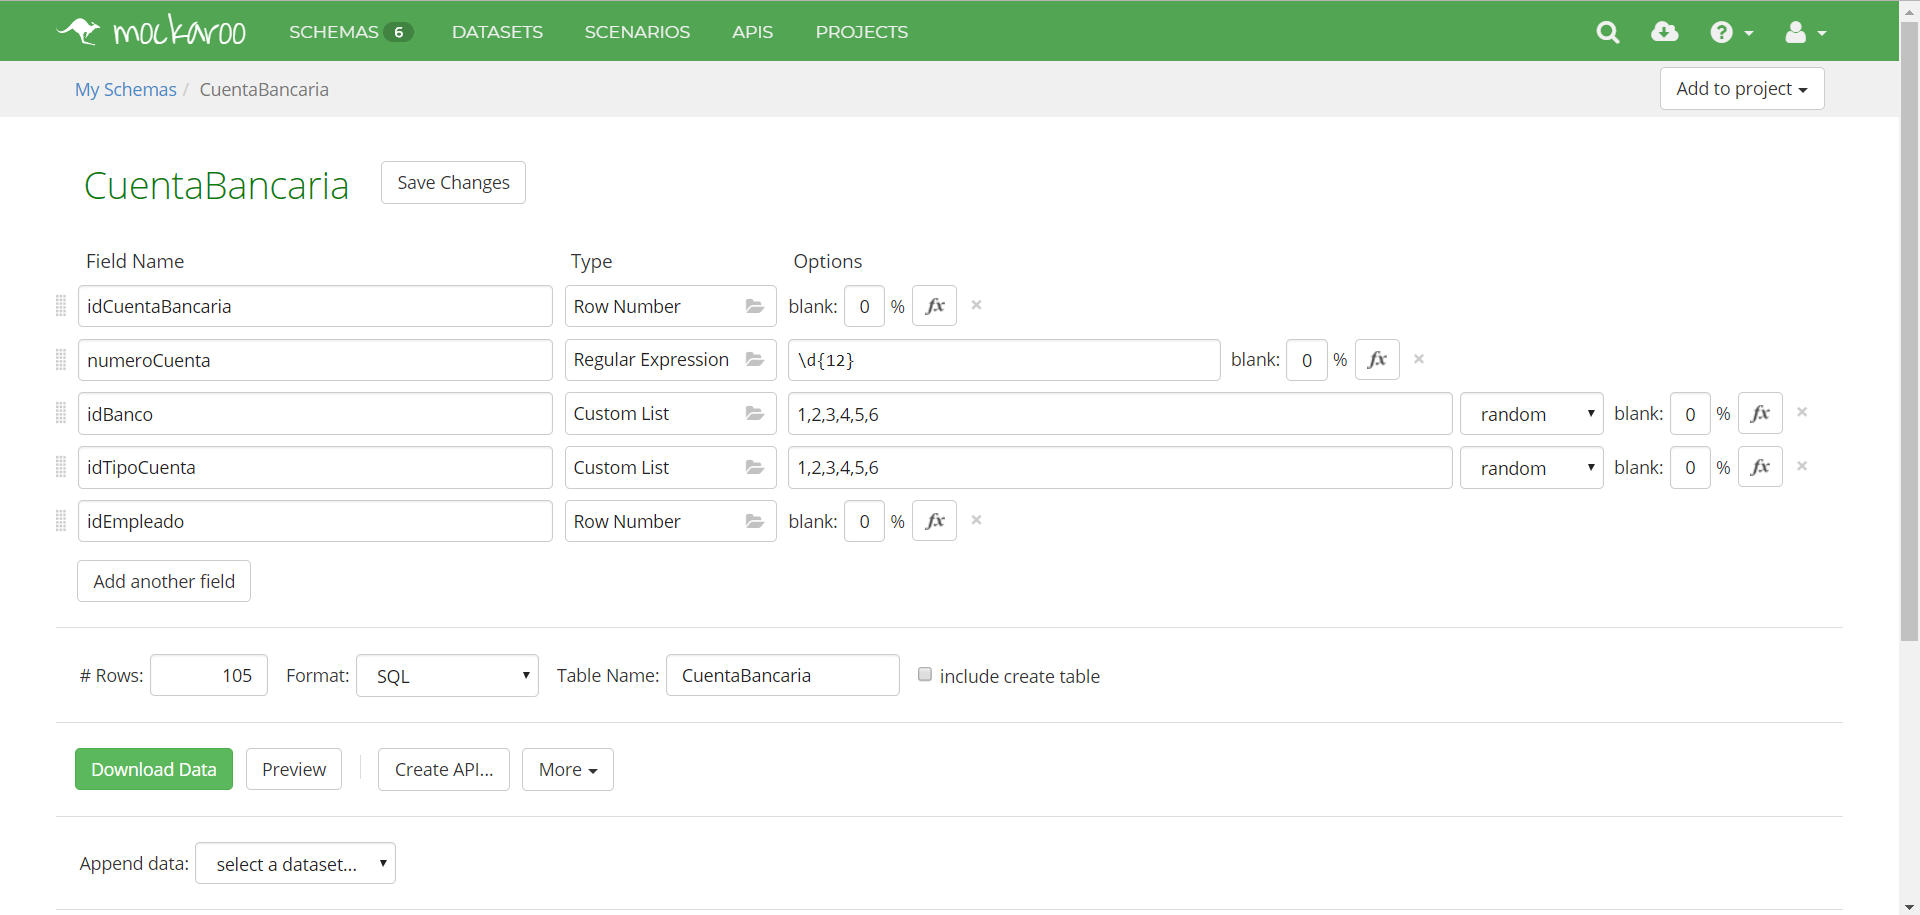 mockaroo SCHEMAS 6 DATASETS SCENARIOS APIS PROJECTS
My Schemas / CuentaBancaria Add to project
CuentaBancaria Save Changes
Field Name Type Options
idCuentaBancaria Row Number blank: 0 % fx ×
numeroCuenta Regular Expression \d{12} blank: 0 % fx ×
idBanco Custom List 1,2,3,4,5,6 random blank: 0 % fx ×
idTipoCuenta Custom List 1,2,3,4,5,6 random blank: 0 % fx ×
idEmpleado Row Number blank: 0 % fx ×
Add another field
# Rows: 105 Format: SQL Table Name: CuentaBancaria include create table
Download Data Preview Create API... More
Append data: select a dataset...